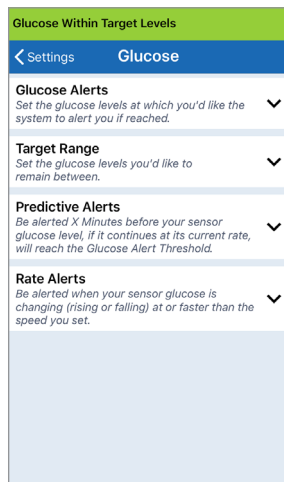 Glucose Within Target Levels
Settings
Glucose
Glucose Alerts
Set the glucose levels at which you'd like the
system to alert you if reached.
Target Range
Set the glucose levels you'd like to
remain between.
Predictive Alerts
Be alerted X Minutes before your sensor
glucose level, if it continues at its current rate,
will reach the Glucose Alert Threshold.
Rate Alerts
Be alerted when your sensor glucose is
changing (rising or falling) at or faster than the
speed you set.